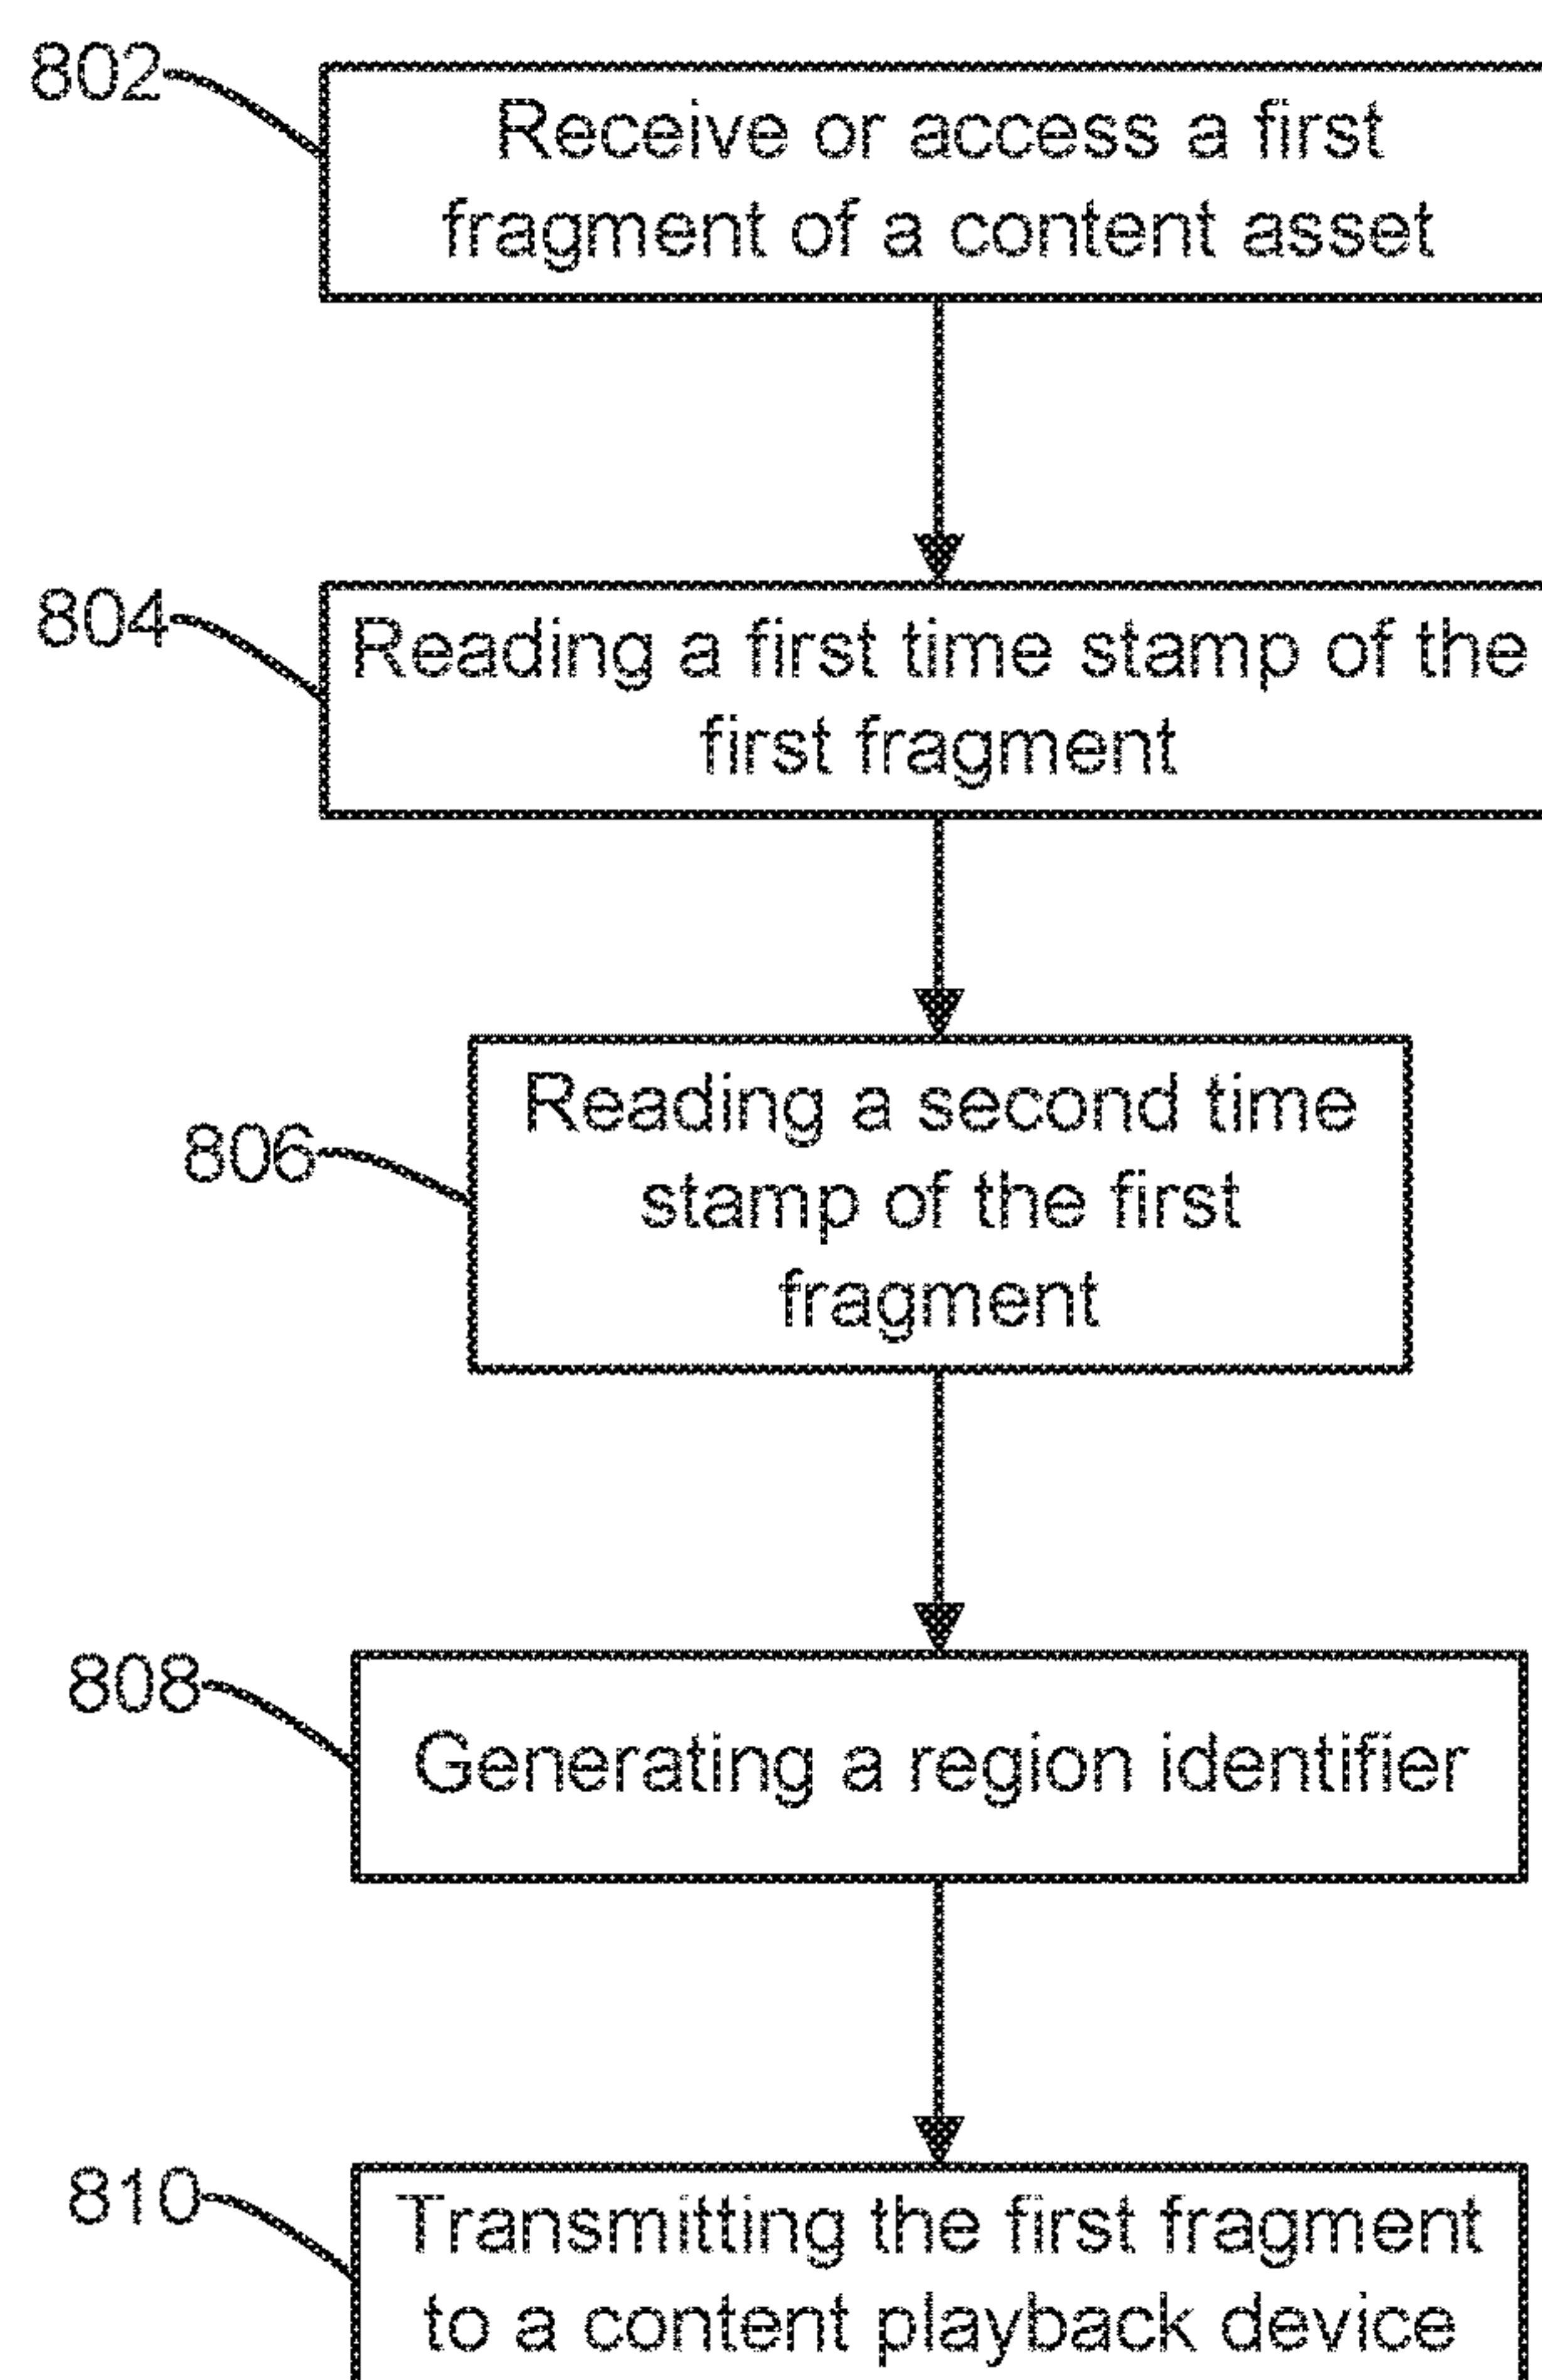 802
Receive or access a first
fragment of a content asset
804
Reading a first time stamp of the
first fragment
806
Reading a second time
stamp of the first
fragment
808
Generating a region identifier
810
Transmitting the first fragment
to a content playback device